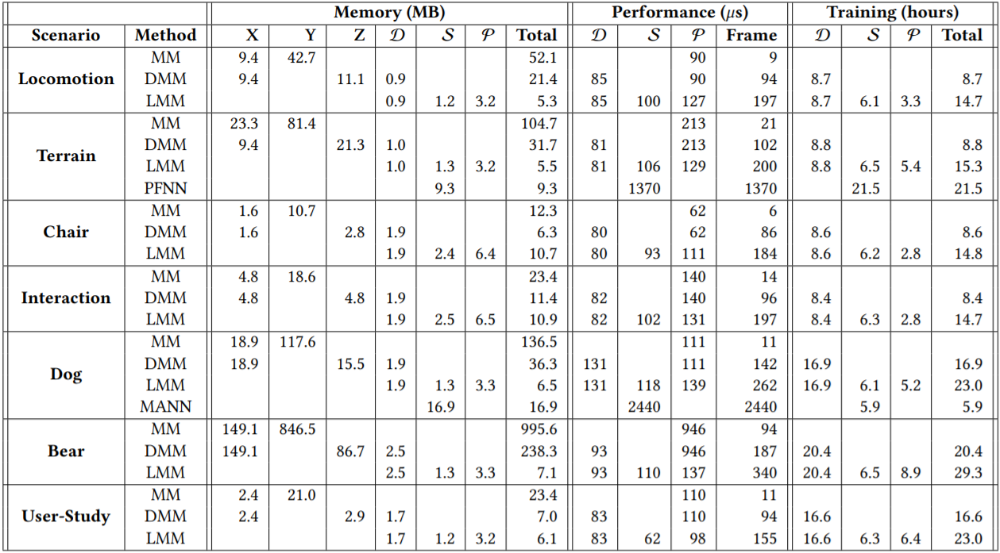 Memory (MB) Performance (μs) Training (hours)
Scenario Method X Y Z 𝒟 𝒮 𝒫 Total 𝒟 𝒮 𝒫 Frame 𝒟 𝒮 𝒫 Total
MM 9.4 42.7 52.1 90 9
Locomotion DMM 9.4 11.1 0.9 21.4 85 90 94 8.7 8.7
LMM 0.9 1.2 3.2 5.3 85 100 127 197 8.7 6.1 3.3 14.7
MM 23.3 81.4 104.7 213 21
Terrain DMM 9.4 21.3 1.0 31.7 81 213 102 8.8 8.8
LMM 1.0 1.3 3.2 5.5 81 106 129 200 8.8 6.5 5.4 15.3
PFNN 9.3 9.3 1370 1370 21.5 21.5
MM 1.6 10.7 12.3 62 6
Chair DMM 1.6 2.8 1.9 6.3 80 62 86 8.6 8.6
LMM 1.9 2.4 6.4 10.7 80 93 111 184 8.6 6.2 2.8 14.8
MM 4.8 18.6 23.4 140 14
Interaction DMM 4.8 4.8 1.9 11.4 82 140 96 8.4 8.4
LMM 1.9 2.5 6.5 10.9 82 102 131 197 8.4 6.3 2.8 14.7
MM 18.9 117.6 136.5 111 11
Dog DMM 18.9 15.5 1.9 36.3 131 111 142 16.9 16.9
LMM 1.9 1.3 3.3 6.5 131 118 139 262 16.9 6.1 5.2 23.0
MANN 16.9 16.9 2440 2440 5.9 5.9
MM 149.1 846.5 995.6 946 94
Bear DMM 149.1 86.7 2.5 238.3 93 946 187 20.4 20.4
LMM 2.5 1.3 3.3 7.1 93 110 137 340 20.4 6.5 8.9 29.3
MM 2.4 21.0 23.4 110 11
User-Study DMM 2.4 2.9 1.7 7.0 83 110 94 16.6 16.6
LMM 1.7 1.2 3.2 6.1 83 62 98 155 16.6 6.3 6.4 23.0